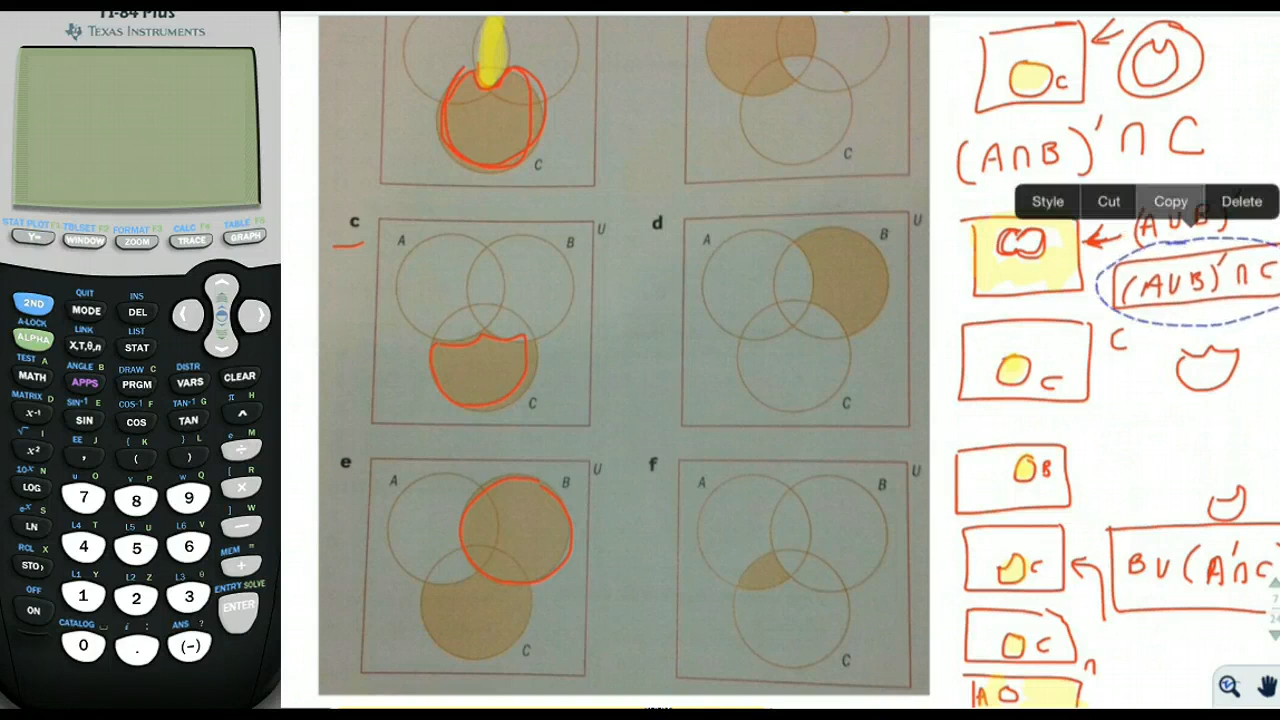 TI-84 Plus
TEXAS INSTRUMENTS
STAT PLOT F1 TBLSET F2 FORMAT F3 CALC F4 TABLE F5
Y= WINDOW ZOOM TRACE GRAPH
QUIT INS
2ND MODE DEL
A-LOCK LINK LIST
ALPHA X,T,θ,n STAT
TEST A ANGLE B DRAW C DISTR
MATH APPS PRGM VARS CLEAR
MATRIX D SIN⁻¹ E COS⁻¹ F TAN⁻¹ G π H
x⁻¹ SIN COS TAN ^
√ I EE J { K } L e M
x² , ( ) ÷
10ˣ N u O v P w Q [ R
LOG 7 8 9 ×
eˣ S L4 T L5 U L6 V ] W
LN 4 5 6 −
RCL X L1 Y L2 Z L3 θ MEM "
STO› 1 2 3 +
OFF CATALOG ⎵ i : ANS ? ENTRY SOLVE
ON 0 . (-) ENTER
C
C
c A B U
C
d A B U
C
e A B U
C
f A B U
C
C
(A∩B)′ ∩ C
Style Cut Copy Delete
(A∪B)′
(A∪B)′ ∩ C
C
C
B
C
B∪(A′∩C
C
∩
A